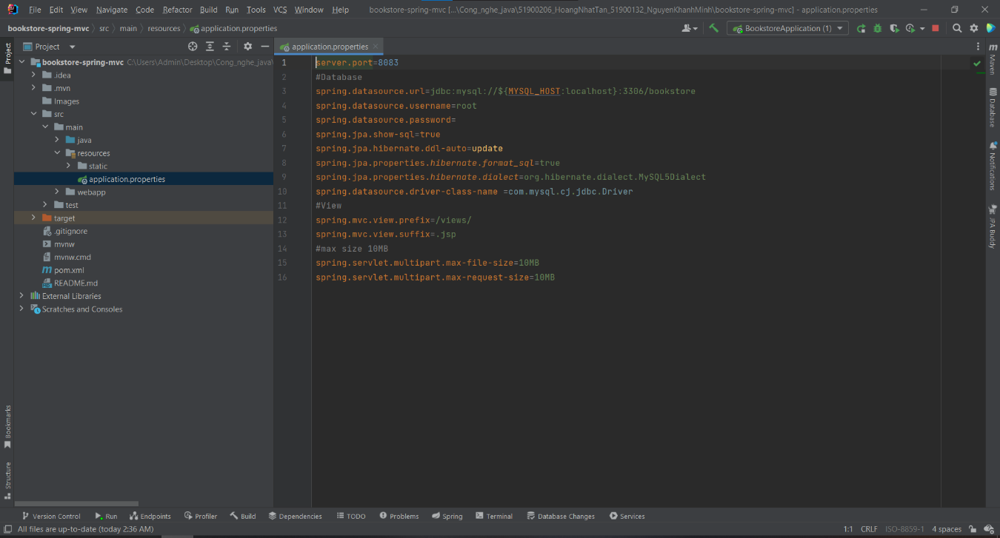 File Edit View Navigate Code Refactor Build Run Tools VCS Window Help bookstore-spring-mvc [...\Cong_nghe_java\51900206_HoangNhatTan_51900132_NguyenKhanhMinh\bookstore-spring-mvc] - application.properties
bookstore-spring-mvc src main resources application.properties BookstoreApplication (1)
Project
Project
application.properties
bookstore-spring-mvc C:\Users\Admin\Desktop\Cong_nghe_java\
.idea
.mvn
Images
src
main
java
resources
static
application.properties
webapp
test
target
.gitignore
mvnw
mvnw.cmd
pom.xml
README.md
External Libraries
Scratches and Consoles
1 server.port=8083
2 #Database
3 spring.datasource.url=jdbc:mysql://${MYSQL_HOST:localhost}:3306/bookstore
4 spring.datasource.username=root
5 spring.datasource.password=
6 spring.jpa.show-sql=true
7 spring.jpa.hibernate.ddl-auto=update
8 spring.jpa.properties.hibernate.format_sql=true
9 spring.jpa.properties.hibernate.dialect=org.hibernate.dialect.MySQL5Dialect
10 spring.datasource.driver-class-name =com.mysql.cj.jdbc.Driver
11 #View
12 spring.mvc.view.prefix=/views/
13 spring.mvc.view.suffix=.jsp
14 #max size 10MB
15 spring.servlet.multipart.max-file-size=10MB
16 spring.servlet.multipart.max-request-size=10MB
Maven
Database
Notifications
JPA Buddy
Bookmarks
Structure
Version Control Run Endpoints Profiler Build Dependencies TODO Problems Spring Terminal Database Changes Services
All files are up-to-date (today 2:36 AM) 1:1 CRLF ISO-8859-1 4 spaces